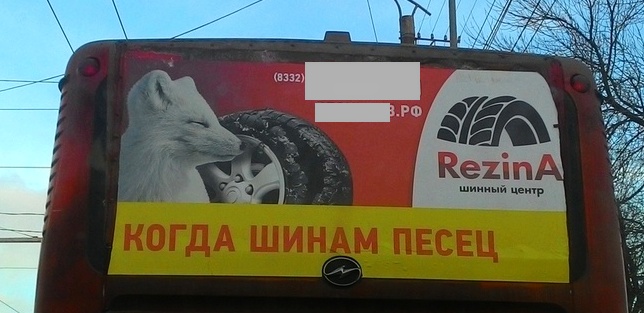 (8332)
.РФ
RezinA
шинный центр
КОГДА ШИНАМ ПЕСЕЦ